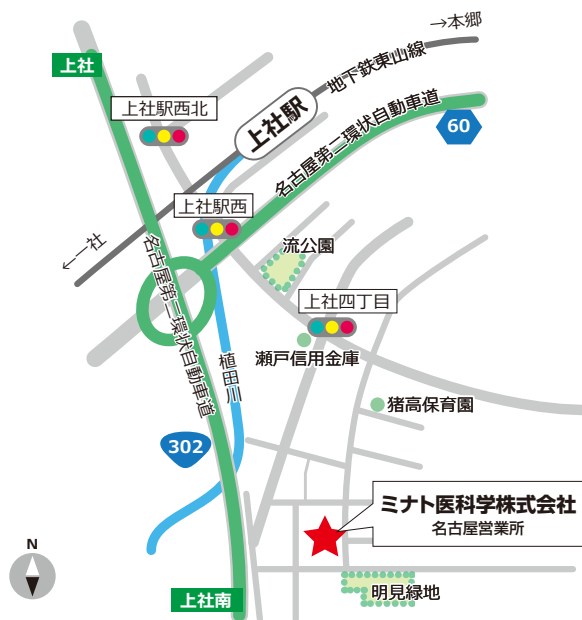 →本郷
地下鉄東山線
上社
上社駅西北
上社駅
名古屋第二環状自動車道
60
上社駅西
←一社
流公園
名古屋第二環状自動車道
上社四丁目
瀬戸信用金庫
植田川
猪高保育園
302
ミナト医科学株式会社
名古屋営業所
N
上社南
明見緑地